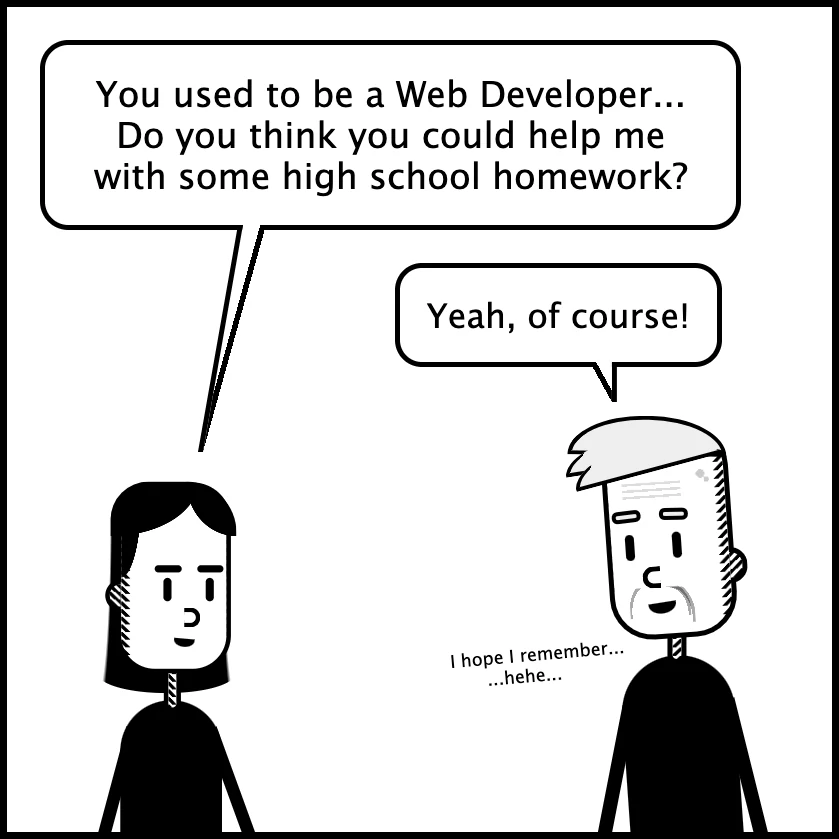 You used to be a Web Developer...
Do you think you could help me
with some high school homework?
Yeah, of course!
I hope I remember...
...hehe...